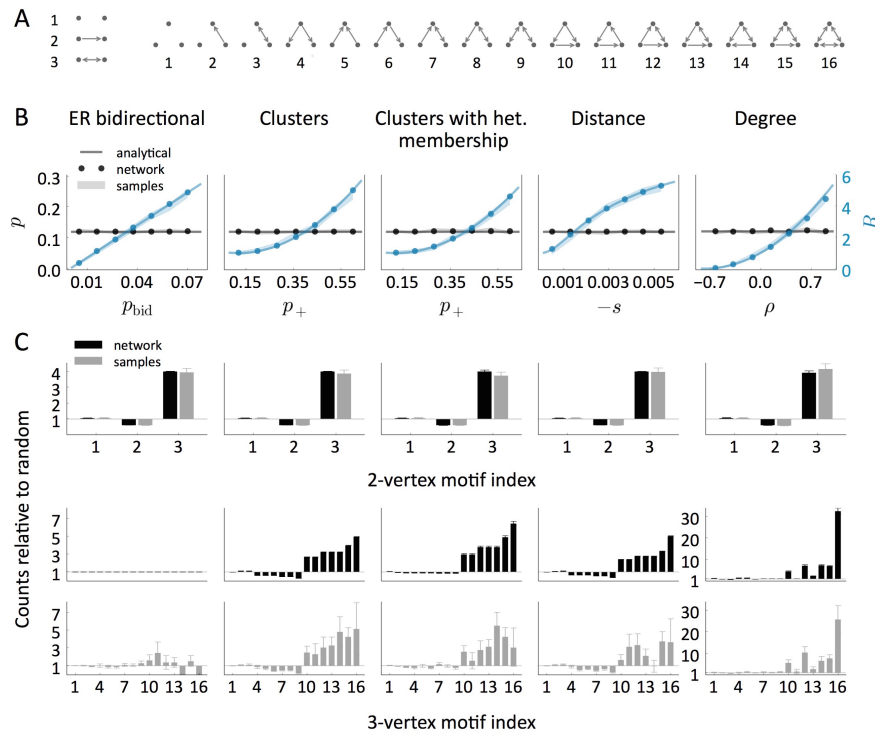 A
1
2
3
1 2 3 4 5 6 7 8 9 10 11 12 13 14 15 16
B
ER bidirectional Clusters Clusters with het. membership Distance Degree
analytical
network
samples
p
0.3
0.2
0.1
0.0
6
4
2
0
R
0.01 0.04 0.07 0.15 0.35 0.55 0.15 0.35 0.55 0.001 0.003 0.005 −0.7 0.0 0.7
p_bid p_+ p_+ −s ρ
C
network
samples
Counts relative to random
4
3
2
1
1 2 3 1 2 3 1 2 3 1 2 3 1 2 3
2-vertex motif index
7
5
3
1
30
20
10
1
7
5
3
1
30
20
10
1
1 4 7 10 13 16 1 4 7 10 13 16 1 4 7 10 13 16 1 4 7 10 13 16 1 4 7 10 13 16
3-vertex motif index